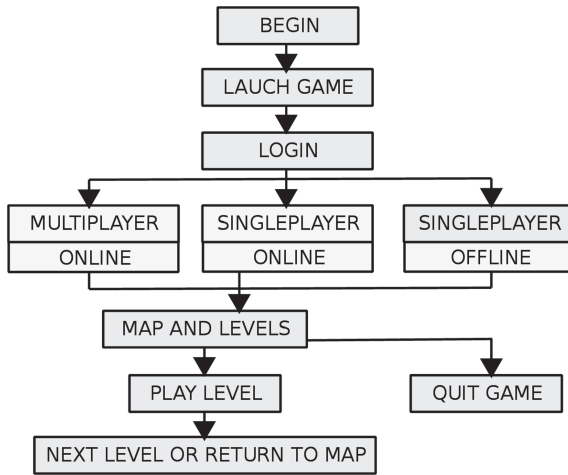 BEGIN
LAUCH GAME
LOGIN
MULTIPLAYER
ONLINE
SINGLEPLAYER
ONLINE
SINGLEPLAYER
OFFLINE
MAP AND LEVELS
PLAY LEVEL
QUIT GAME
NEXT LEVEL OR RETURN TO MAP